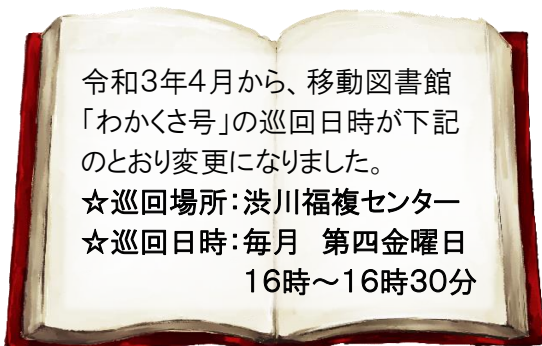 令和3年4月から、移動図書館
「わかくさ号」の巡回日時が下記
のとおり変更になりました。
☆巡回場所：渋川福複センター
☆巡回日時：毎月　第四金曜日
16時～16時30分